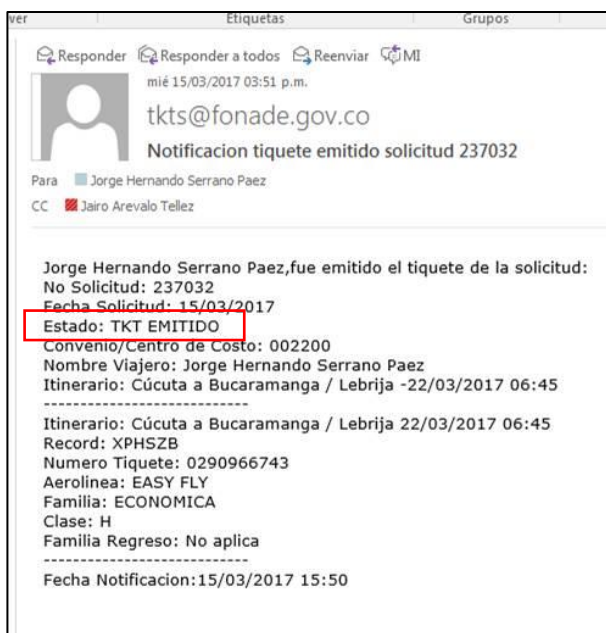 ver Etiquetas Grupos
Responder Responder a todos Reenviar MI
mié 15/03/2017 03:51 p.m.
tkts@fonade.gov.co
Notificacion tiquete emitido solicitud 237032
Para Jorge Hernando Serrano Paez
CC Jairo Arevalo Tellez
Jorge Hernando Serrano Paez,fue emitido el tiquete de la solicitud:
No Solicitud: 237032
Fecha Solicitud: 15/03/2017
Estado: TKT EMITIDO
Convenio/Centro de Costo: 002200
Nombre Viajero: Jorge Hernando Serrano Paez
Itinerario: Cúcuta a Bucaramanga / Lebrija -22/03/2017 06:45
---------------------------
Itinerario: Cúcuta a Bucaramanga / Lebrija 22/03/2017 06:45
Record: XPHSZB
Numero Tiquete: 0290966743
Aerolinea: EASY FLY
Familia: ECONOMICA
Clase: H
Familia Regreso: No aplica
---------------------------
Fecha Notificacion:15/03/2017 15:50